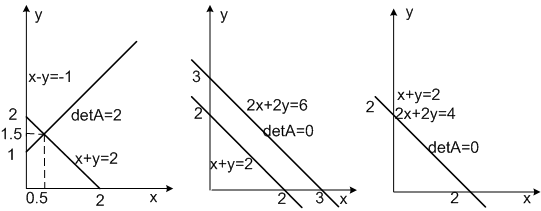 y
x-y=-1
detA=2
2
1.5
1
x+y=2
0.5
2
x
y
3
2x+2y=6
2
detA=0
x+y=2
2
3
x
y
x+y=2
2
2x+2y=4
detA=0
2
x